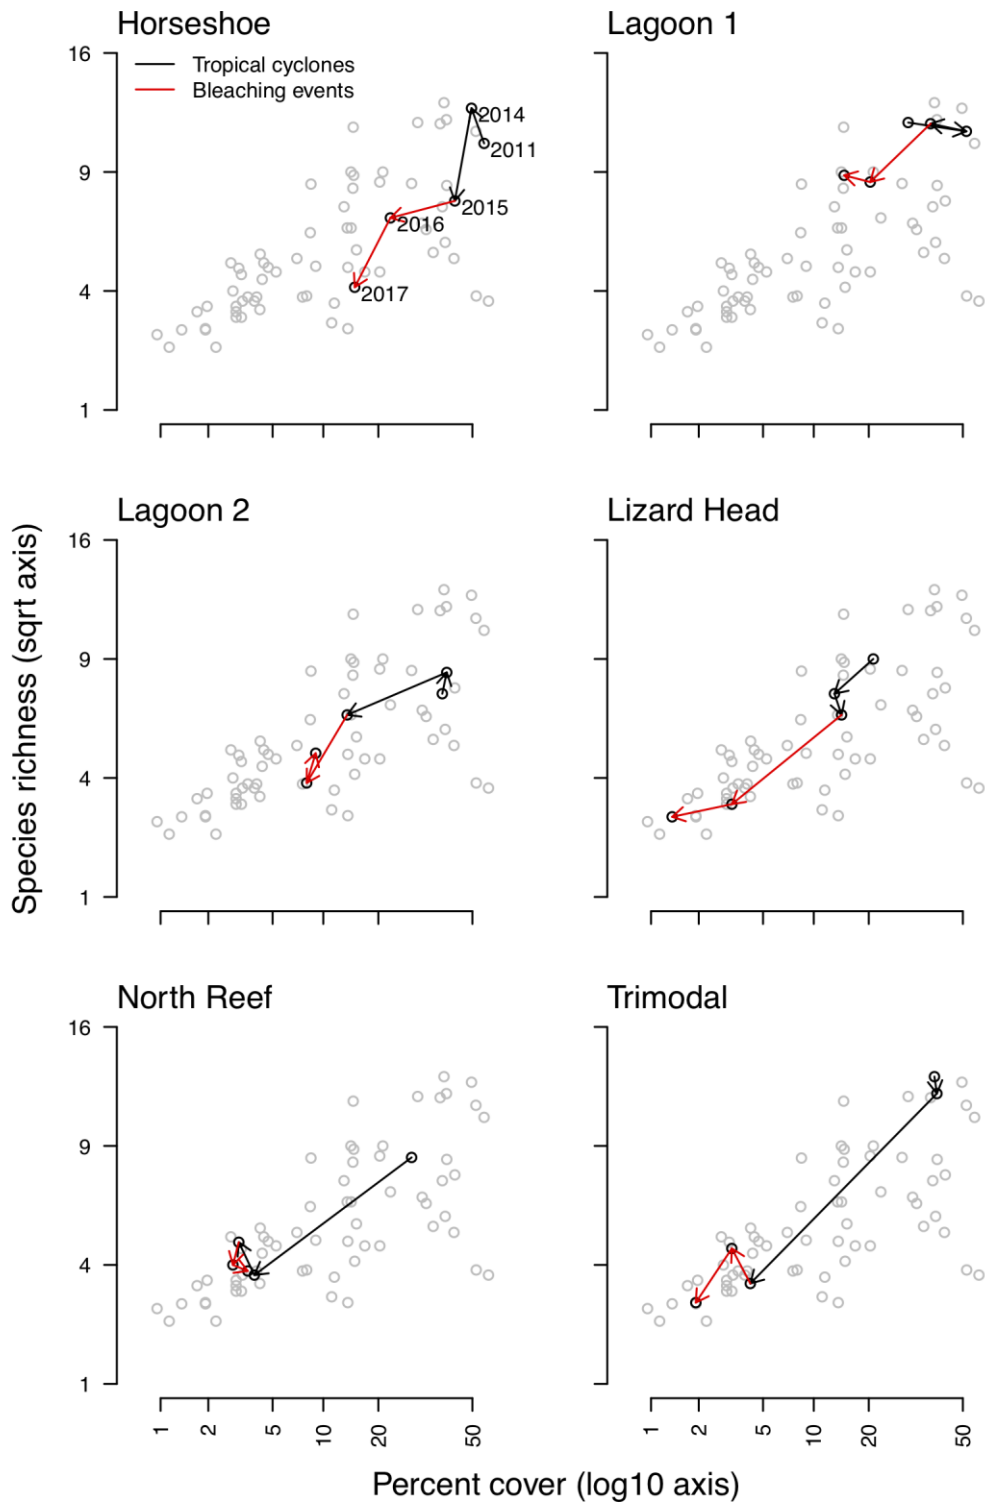 Horseshoe
Lagoon 1
16
9
4
1
Tropical cyclones
Bleaching events
2014
2011
2015
2016
2017
Lagoon 2
Lizard Head
16
9
4
1
Species richness (sqrt axis)
North Reef
Trimodal
16
9
4
1
1 2 5 10 20 50
1 2 5 10 20 50
Percent cover (log10 axis)